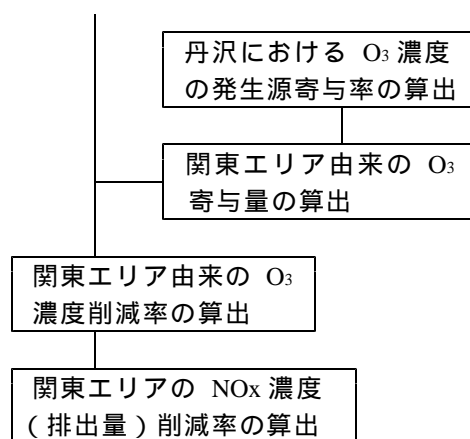 丹沢における O3 濃度
の発生源寄与率の算出
関東エリア由来の O3
寄与量の算出
関東エリア由来の O3
濃度削減率の算出
関東エリアの NOx 濃度
(排出量)削減率の算出